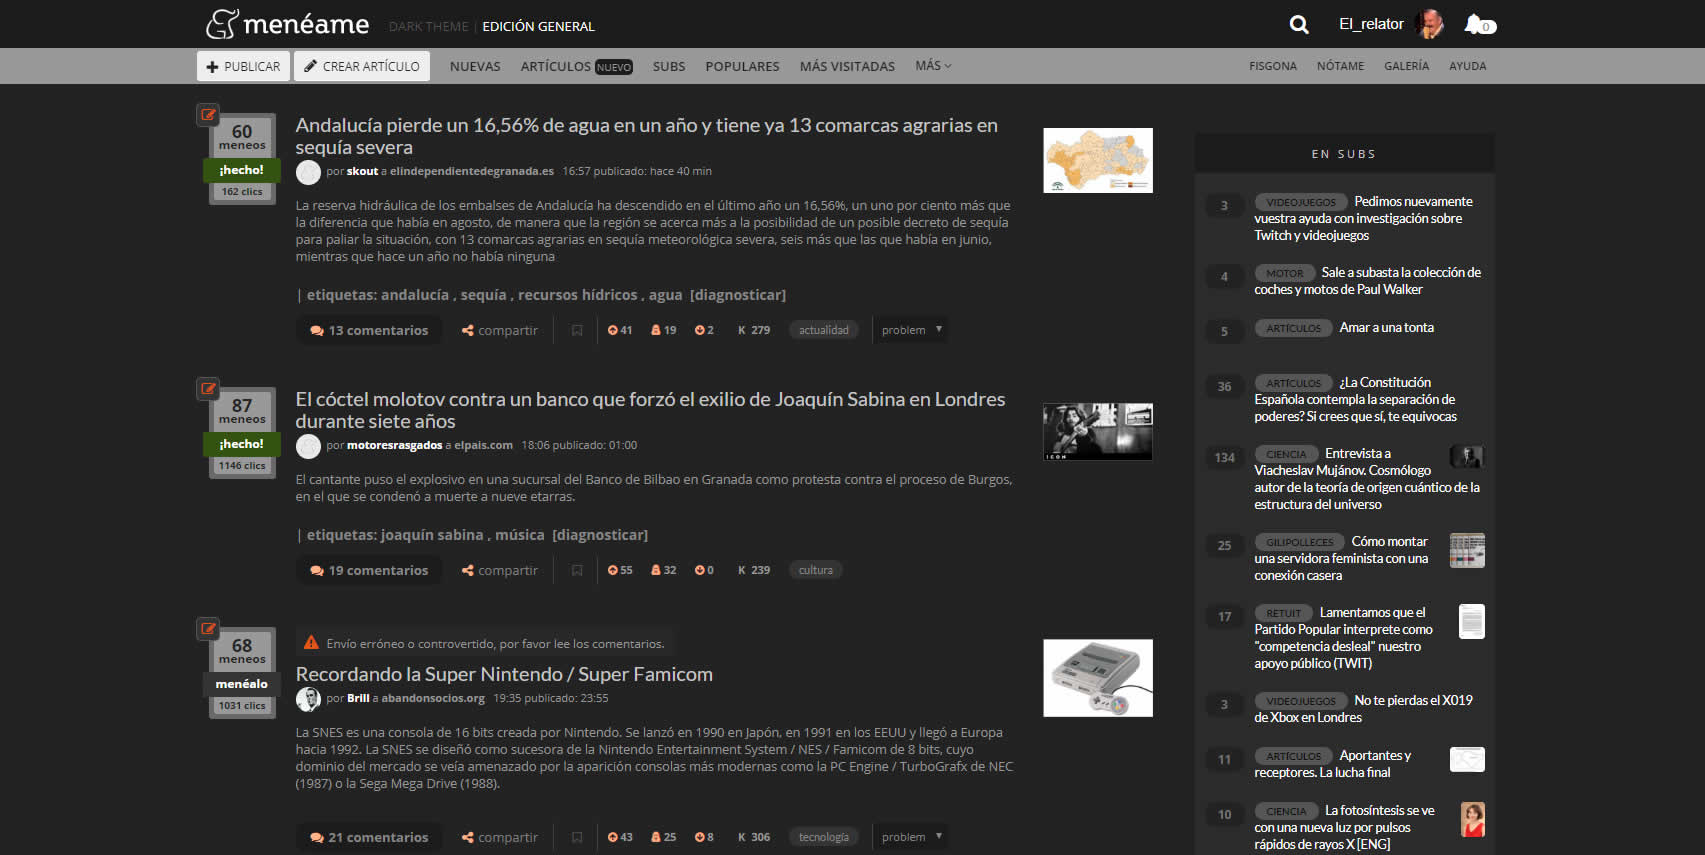 menéame DARK THEME | EDICIÓN GENERAL El_relator 0
PUBLICAR CREAR ARTÍCULO NUEVAS ARTÍCULOS NUEVO SUBS POPULARES MÁS VISITADAS MÁS FISGONA NÓTAME GALERÍA AYUDA
60
meneos
¡hecho!
162 clics
Andalucía pierde un 16,56% de agua en un año y tiene ya 13 comarcas agrarias en
sequía severa
por skout a elindependientedegranada.es 16:57 publicado: hace 40 min
La reserva hidráulica de los embalses de Andalucía ha descendido en el último año un 16,56%, un uno por ciento más que
la diferencia que había en agosto, de manera que la región se acerca más a la posibilidad de un posible decreto de sequía
para paliar la situación, con 13 comarcas agrarias en sequía meteorológica severa, seis más que las que había en junio,
mientras que hace un año no había ninguna
| etiquetas: andalucía , sequía , recursos hídricos , agua [diagnosticar]
13 comentarios compartir 41 19 2 K 279 actualidad problem
87
meneos
¡hecho!
1146 clics
El cóctel molotov contra un banco que forzó el exilio de Joaquín Sabina en Londres
durante siete años
por motoresrasgados a elpais.com 18:06 publicado: 01:00
El cantante puso el explosivo en una sucursal del Banco de Bilbao en Granada como protesta contra el proceso de Burgos,
en el que se condenó a muerte a nueve etarras.
| etiquetas: joaquín sabina , música [diagnosticar]
19 comentarios compartir 55 32 0 K 239 cultura
ICON
68
meneos
menéalo
1031 clics
Envío erróneo o controvertido, por favor lee los comentarios.
Recordando la Super Nintendo / Super Famicom
por Brill a abandonsocios.org 19:35 publicado: 23:55
La SNES es una consola de 16 bits creada por Nintendo. Se lanzó en 1990 en Japón, en 1991 en los EEUU y llegó a Europa
hacia 1992. La SNES se diseñó como sucesora de la Nintendo Entertainment System / NES / Famicom de 8 bits, cuyo
dominio del mercado se veía amenazado por la aparición consolas más modernas como la PC Engine / TurboGrafx de NEC
(1987) o la Sega Mega Drive (1988).
21 comentarios compartir 43 25 8 K 306 tecnología problem
EN SUBS
3 VIDEOJUEGOS Pedimos nuevamente
vuestra ayuda con investigación sobre
Twitch y videojuegos
4 MOTOR Sale a subasta la colección de
coches y motos de Paul Walker
5 ARTÍCULOS Amar a una tonta
36 ARTÍCULOS ¿La Constitución
Española contempla la separación de
poderes? Si crees que sí, te equivocas
134 CIENCIA Entrevista a
Viacheslav Mujánov. Cosmólogo
autor de la teoría de origen cuántico de la
estructura del universo
25 GILIPOLLECES Cómo montar
una servidora feminista con una
conexión casera
17 RETUIT Lamentamos que el
Partido Popular interprete como
"competencia desleal" nuestro
apoyo público (TWIT)
3 VIDEOJUEGOS No te pierdas el X019
de Xbox en Londres
11 ARTÍCULOS Aportantes y
receptores. La lucha final
10 CIENCIA La fotosíntesis se ve
con una nueva luz por pulsos
rápidos de rayos X [ENG]